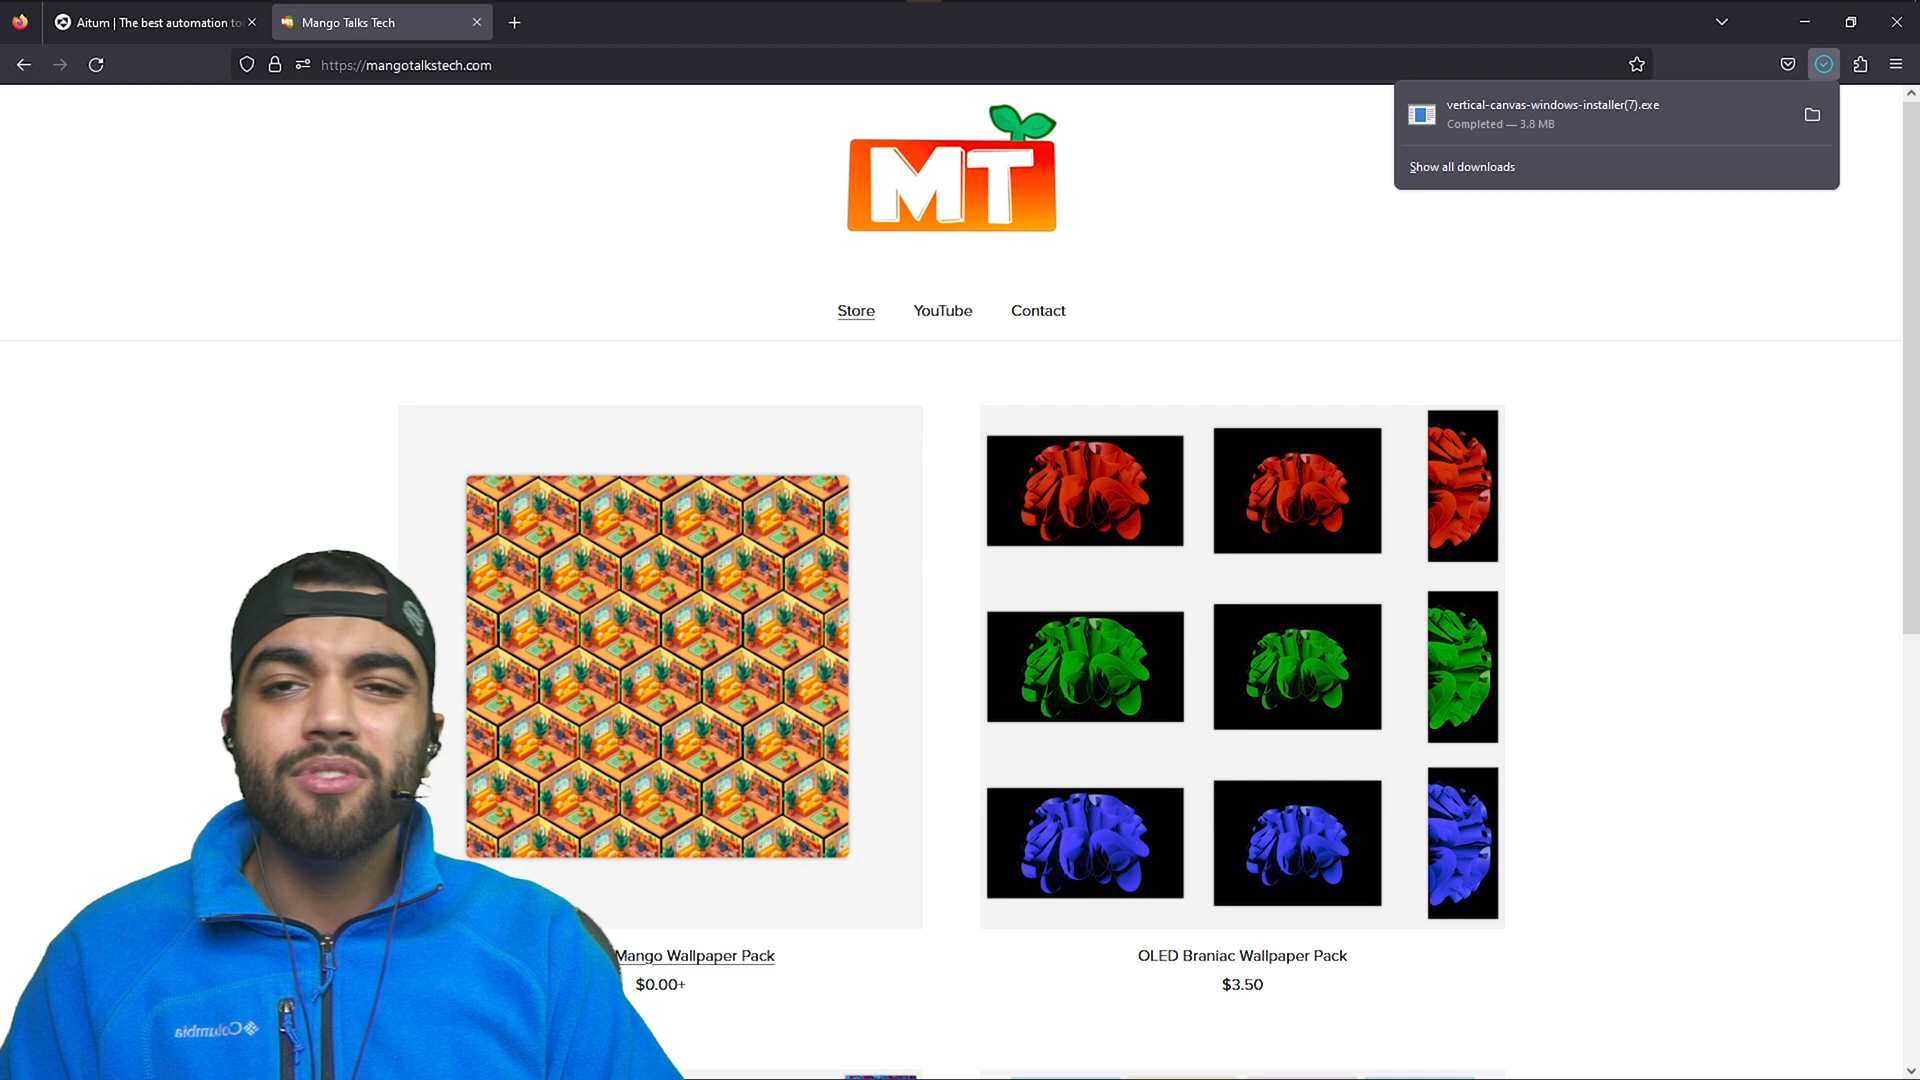 Aitum | The best automation to
Mango Talks Tech
https://mangotalkstech.com
vertical-canvas-windows-installer(7).exe
Completed — 3.8 MB
Show all downloads
MT
Store
YouTube
Contact
Mango Wallpaper Pack
$0.00+
OLED Braniac Wallpaper Pack
$3.50
Columbia